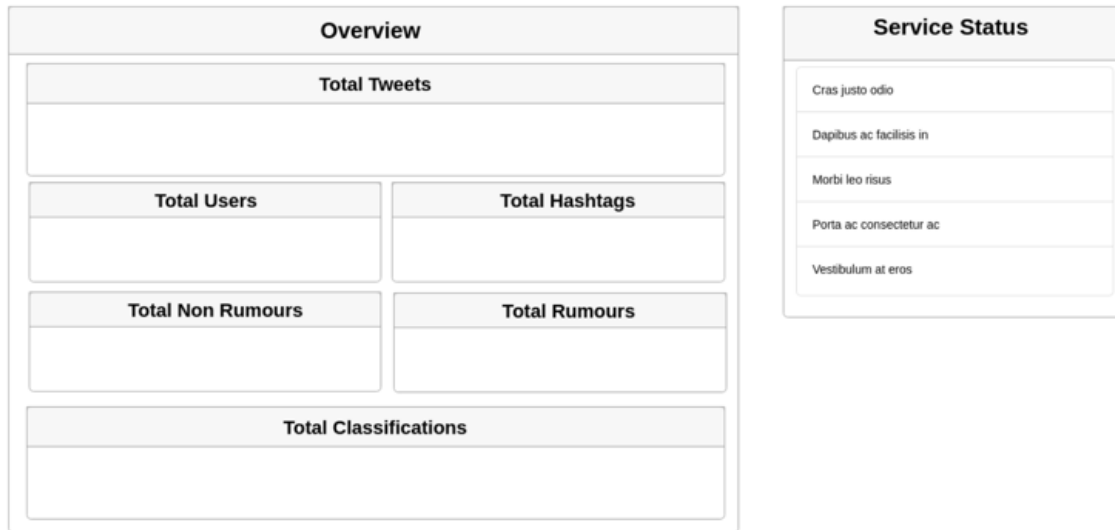 Overview
Total Tweets
Total Users
Total Hashtags
Total Non Rumours
Total Rumours
Total Classifications
Service Status
Cras justo odio
Dapibus ac facilisis in
Morbi leo risus
Porta ac consectetur ac
Vestibulum at eros